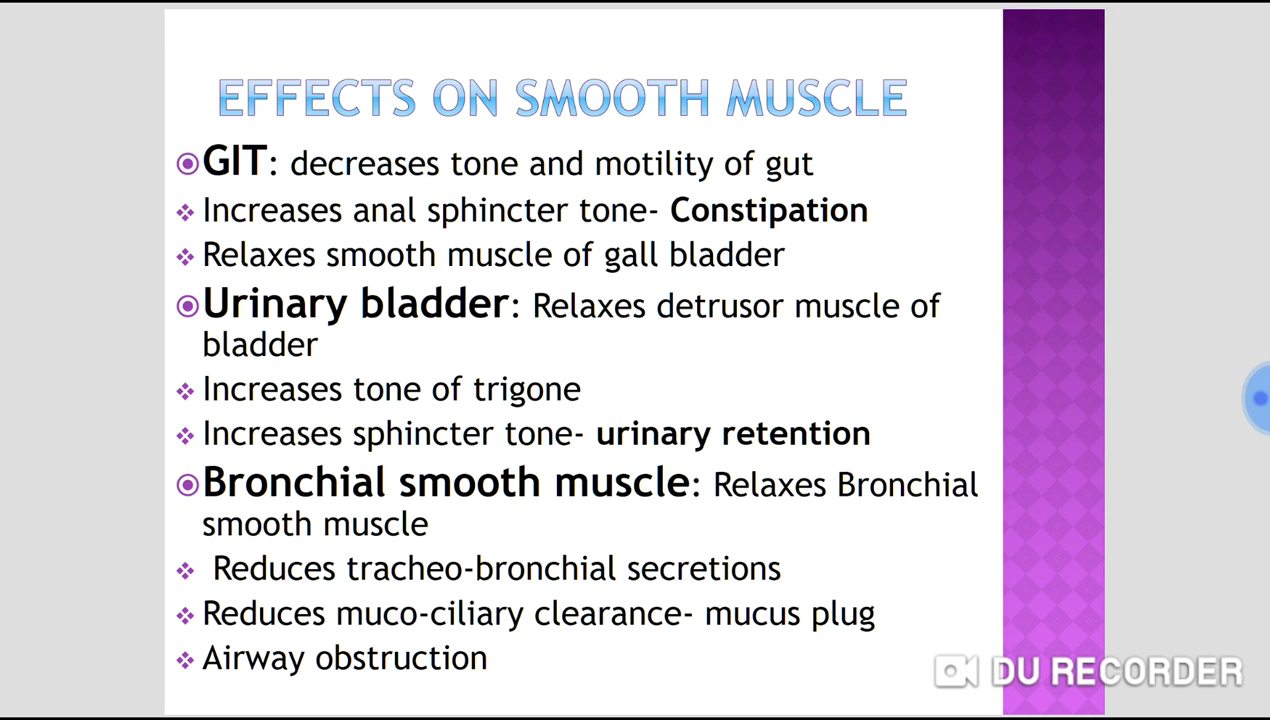 EFFECTS ON SMOOTH MUSCLE
GIT: decreases tone and motility of gut
Increases anal sphincter tone- Constipation
Relaxes smooth muscle of gall bladder
Urinary bladder: Relaxes detrusor muscle of
bladder
Increases tone of trigone
Increases sphincter tone- urinary retention
Bronchial smooth muscle: Relaxes Bronchial
smooth muscle
Reduces tracheo-bronchial secretions
Reduces muco-ciliary clearance- mucus plug
Airway obstruction
DU RECORDER